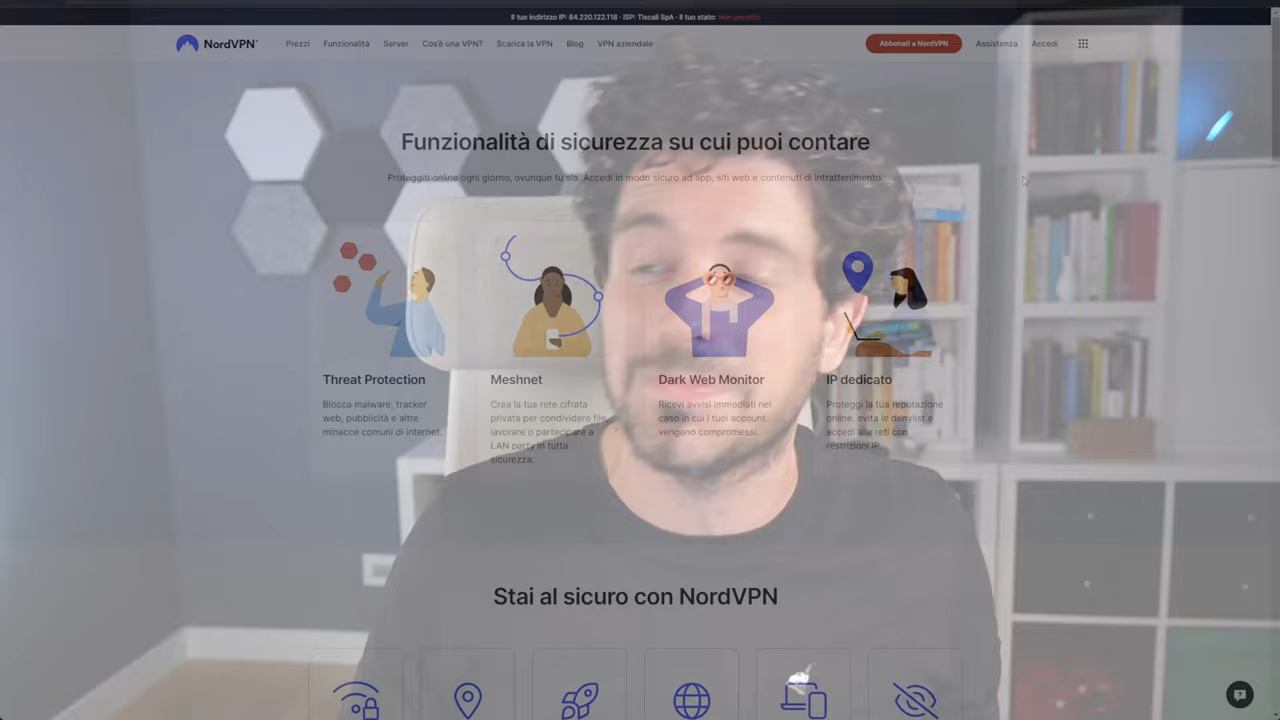 Il tuo indirizzo IP: 84.220.122.118 · ISP: Tiscali SpA · Il tuo stato: Non protetto
NordVPN
Prezzi
Funzionalità
Server
Cos'è una VPN?
Scarica la VPN
Blog
VPN aziendale
Abbonati a NordVPN
Assistenza
Accedi
Funzionalità di sicurezza su cui puoi contare
Proteggiti online ogni giorno, ovunque tu sia. Accedi in modo sicuro ad app, siti web e contenuti di intrattenimento.
Threat Protection
Blocca malware, tracker
web, pubblicità e altre
minacce comuni di internet.
Meshnet
Crea la tua rete cifrata
privata per condividere file,
lavorare o partecipare a
LAN party in tutta
sicurezza.
Dark Web Monitor
Ricevi avvisi immediati nel
caso in cui i tuoi account
vengano compromessi.
IP dedicato
Proteggi la tua reputazione
online, evita le denylist e
accedi alle reti con
restrizioni IP.
Stai al sicuro con NordVPN